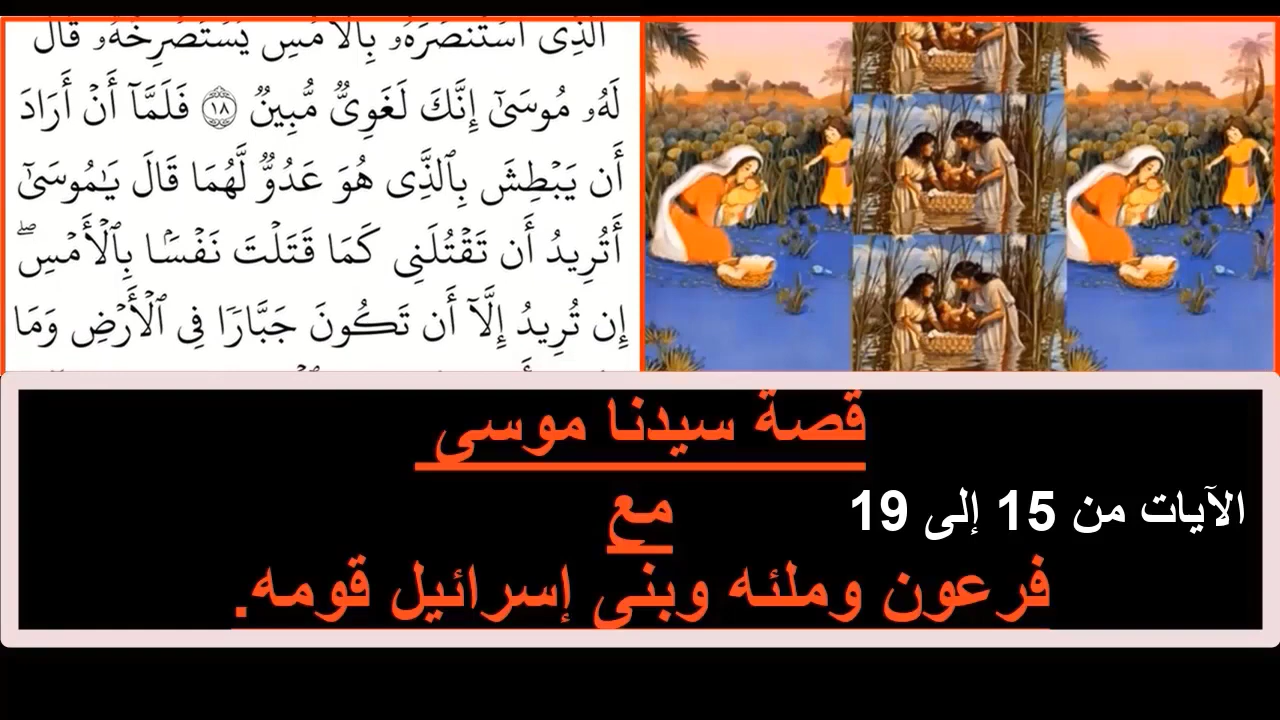 ٱلَّذِى ٱسْتَنصَرَهُۥ بِٱلْأَمْسِ يَسْتَصْرِخُهُۥ قَالَ
لَهُۥ مُوسَىٰٓ إِنَّكَ لَغَوِىٌّ مُّبِينٌ ١٨ فَلَمَّآ أَنْ أَرَادَ
أَن يَبْطِشَ بِٱلَّذِى هُوَ عَدُوٌّ لَّهُمَا قَالَ يَـٰمُوسَىٰٓ
أَتُرِيدُ أَن تَقْتُلَنِى كَمَا قَتَلْتَ نَفْسًۢا بِٱلْأَمْسِ ۖ
إِن تُرِيدُ إِلَّآ أَن تَكُونَ جَبَّارًا فِى ٱلْأَرْضِ وَمَا
قصة سيدنا موسى
مع
الآيات من 15 إلى 19
فرعون وملئه وبني إسرائيل قومه.